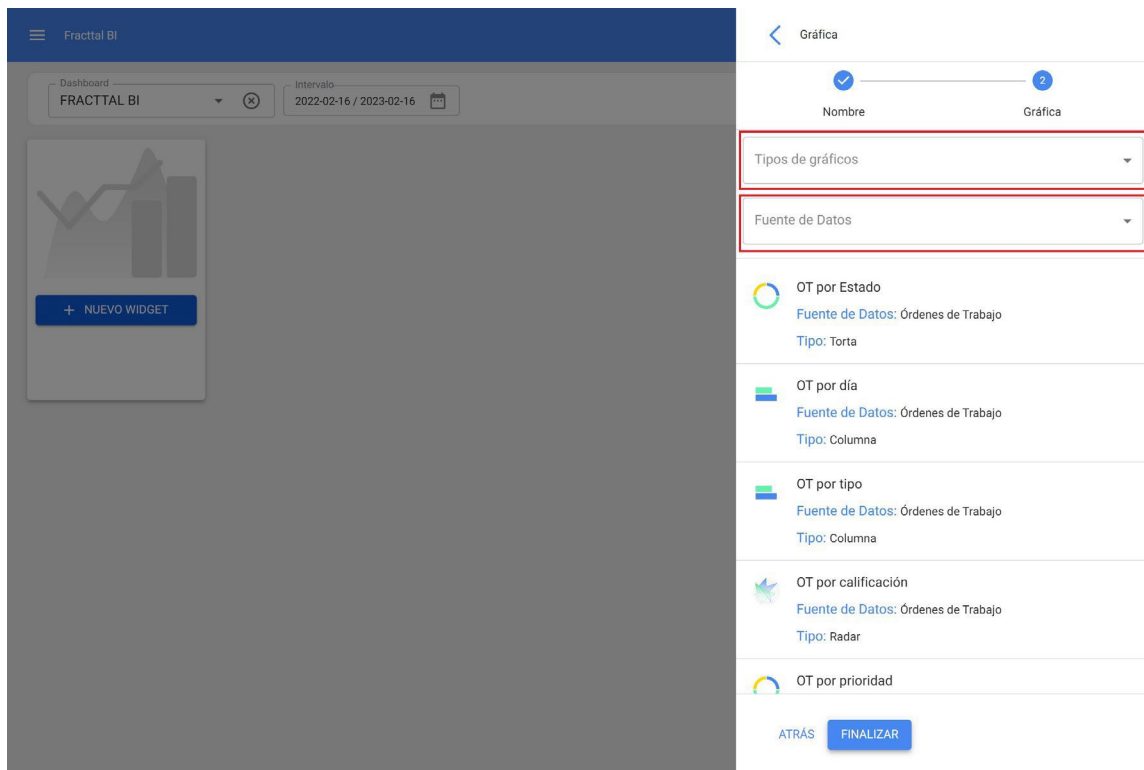 Fracttal BI
Dashboard
FRACTTAL BI
Intervalo
2022-02-16 / 2023-02-16
+ NUEVO WIDGET
Gráfica
2
Nombre
Gráfica
Tipos de gráficos
Fuente de Datos
OT por Estado
Fuente de Datos: Órdenes de Trabajo
Tipo: Torta
OT por día
Fuente de Datos: Órdenes de Trabajo
Tipo: Columna
OT por tipo
Fuente de Datos: Órdenes de Trabajo
Tipo: Columna
OT por calificación
Fuente de Datos: Órdenes de Trabajo
Tipo: Radar
OT por prioridad
ATRÁS
FINALIZAR